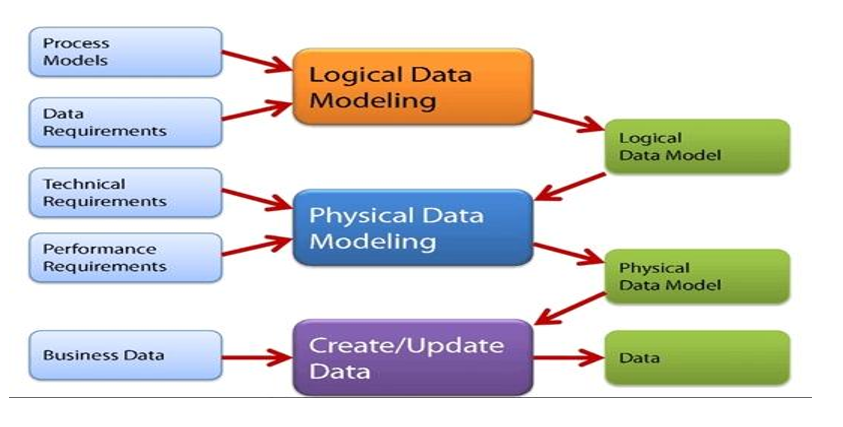 Process
Models
Logical Data
Modeling
Data
Requirements
Logical
Data Model
Technical
Requirements
Physical Data
Modeling
Performance
Requirements
Physical
Data Model
Business Data
Create/Update
Data
Data